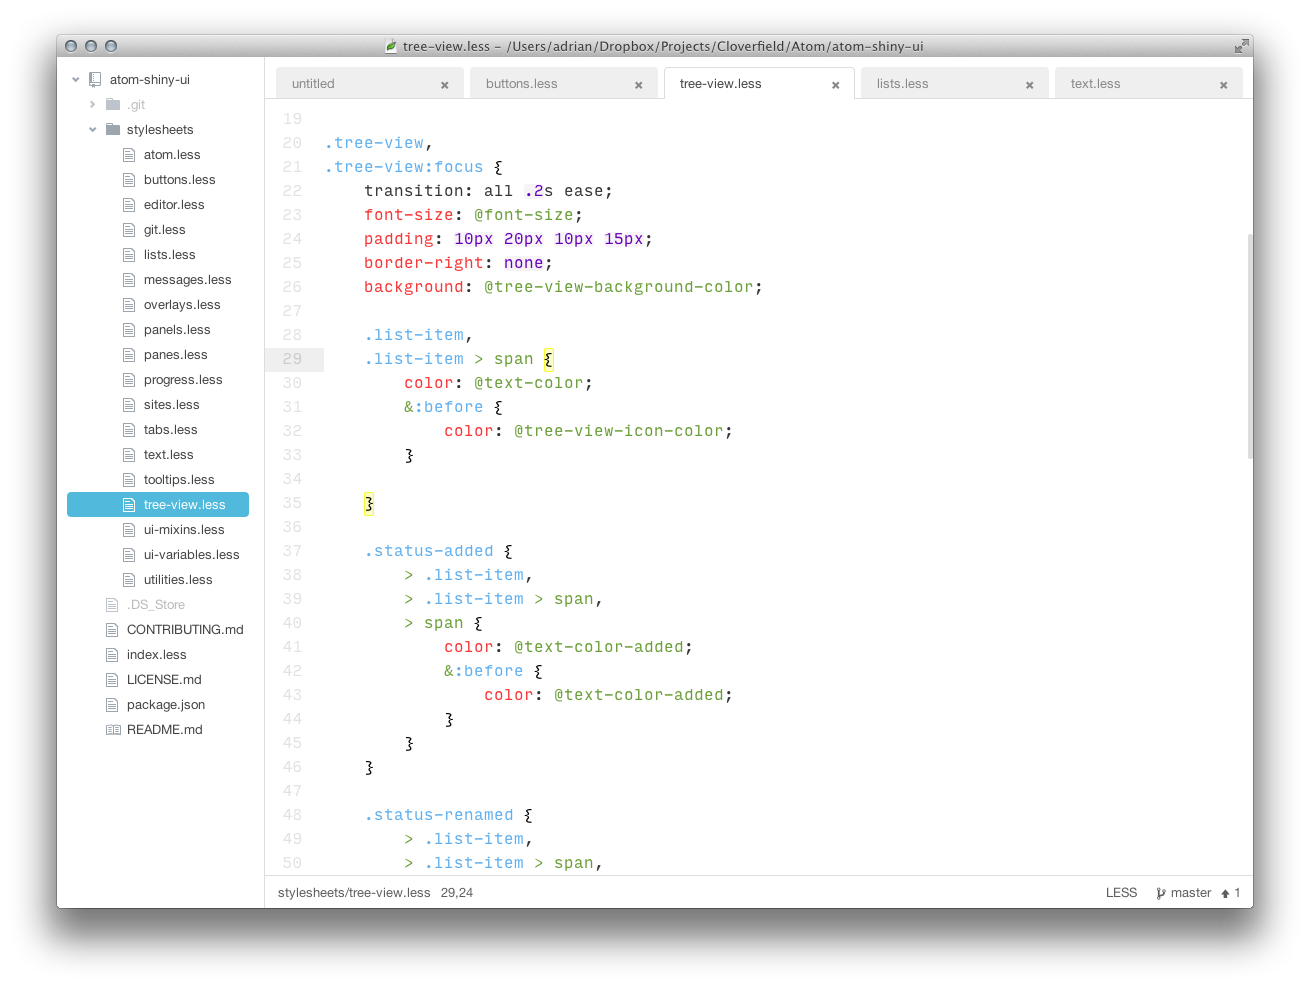 tree-view.less – /Users/adrian/Dropbox/Projects/Cloverfield/Atom/atom-shiny-ui
atom-shiny-ui
.git
stylesheets
atom.less
buttons.less
editor.less
git.less
lists.less
messages.less
overlays.less
panels.less
panes.less
progress.less
sites.less
tabs.less
text.less
tooltips.less
tree-view.less
ui-mixins.less
ui-variables.less
utilities.less
.DS_Store
CONTRIBUTING.md
index.less
LICENSE.md
package.json
README.md
untitled × buttons.less × tree-view.less × lists.less × text.less ×
19
20 .tree-view,
21 .tree-view:focus {
22     transition: all .2s ease;
23     font-size: @font-size;
24     padding: 10px 20px 10px 15px;
25     border-right: none;
26     background: @tree-view-background-color;
27
28     .list-item,
29     .list-item > span {
30         color: @text-color;
31         &:before {
32             color: @tree-view-icon-color;
33         }
34
35     }
36
37     .status-added {
38         > .list-item,
39         > .list-item > span,
40         > span {
41             color: @text-color-added;
42             &:before {
43                 color: @text-color-added;
44             }
45         }
46     }
47
48     .status-renamed {
49         > .list-item,
50         > .list-item > span,
stylesheets/tree-view.less 29,24 LESS master 1